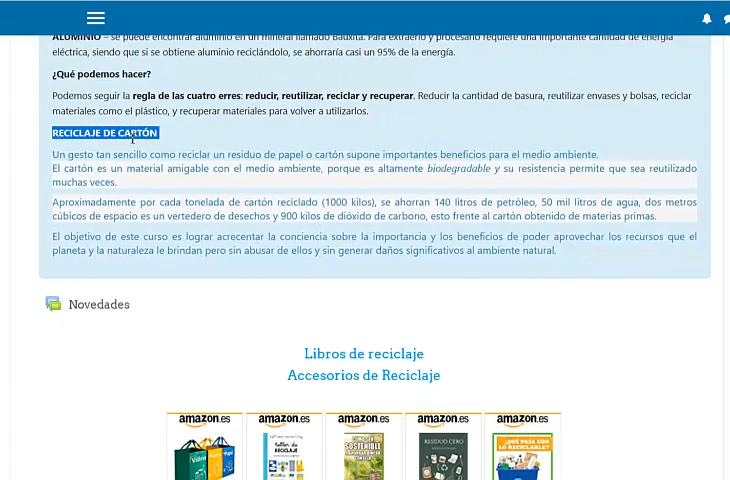 ALUMINIO – se puede encontrar aluminio en un mineral llamado Bauxita. Para extraerlo y procesarlo requiere una importante cantidad de energía
eléctrica, siendo que si se obtiene aluminio reciclándolo, se ahorraría casi un 95% de la energía.
¿Qué podemos hacer?
Podemos seguir la regla de las cuatro erres: reducir, reutilizar, reciclar y recuperar. Reducir la cantidad de basura, reutilizar envases y bolsas, reciclar
materiales como el plástico, y recuperar materiales para volver a utilizarlos.
RECICLAJE DE CARTÓN
Un gesto tan sencillo como reciclar un residuo de papel o cartón supone importantes beneficios para el medio ambiente.
El cartón es un material amigable con el medio ambiente, porque es altamente biodegradable y su resistencia permite que sea reutilizado
muchas veces.
Aproximadamente por cada tonelada de cartón reciclado (1000 kilos), se ahorran 140 litros de petróleo, 50 mil litros de agua, dos metros
cúbicos de espacio es un vertedero de desechos y 900 kilos de dióxido de carbono, esto frente al cartón obtenido de materias primas.
El objetivo de este curso es lograr acrecentar la conciencia sobre la importancia y los beneficios de poder aprovechar los recursos que el
planeta y la naturaleza le brindan pero sin abusar de ellos y sin generar daños significativos al ambiente natural.
Novedades
Libros de reciclaje
Accesorios de Reciclaje
amazon.es amazon.es amazon.es amazon.es amazon.es
Vidrio
taller de
RECICLAJE
SOSTENIBLE
RESIDUO CERO
¿QUÉ PASA CON
LO RECICLABLE?